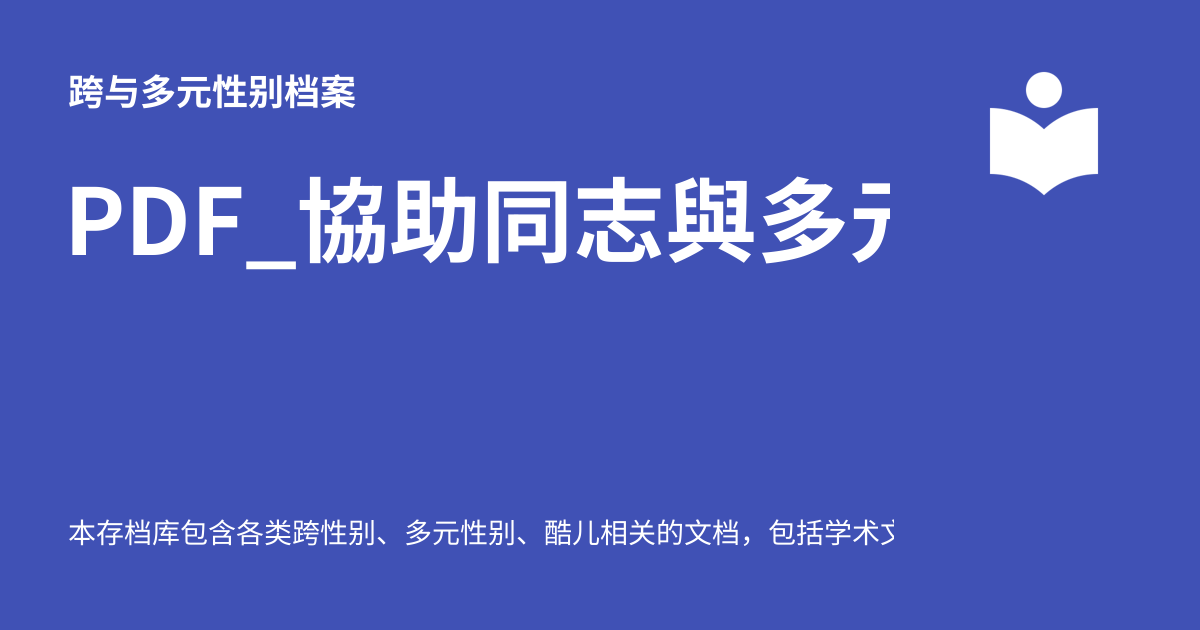 跨与多元性别档案
PDF_協助同志與多
本存档库包含各类跨性别、多元性别、酷儿相关的文档，包括学术